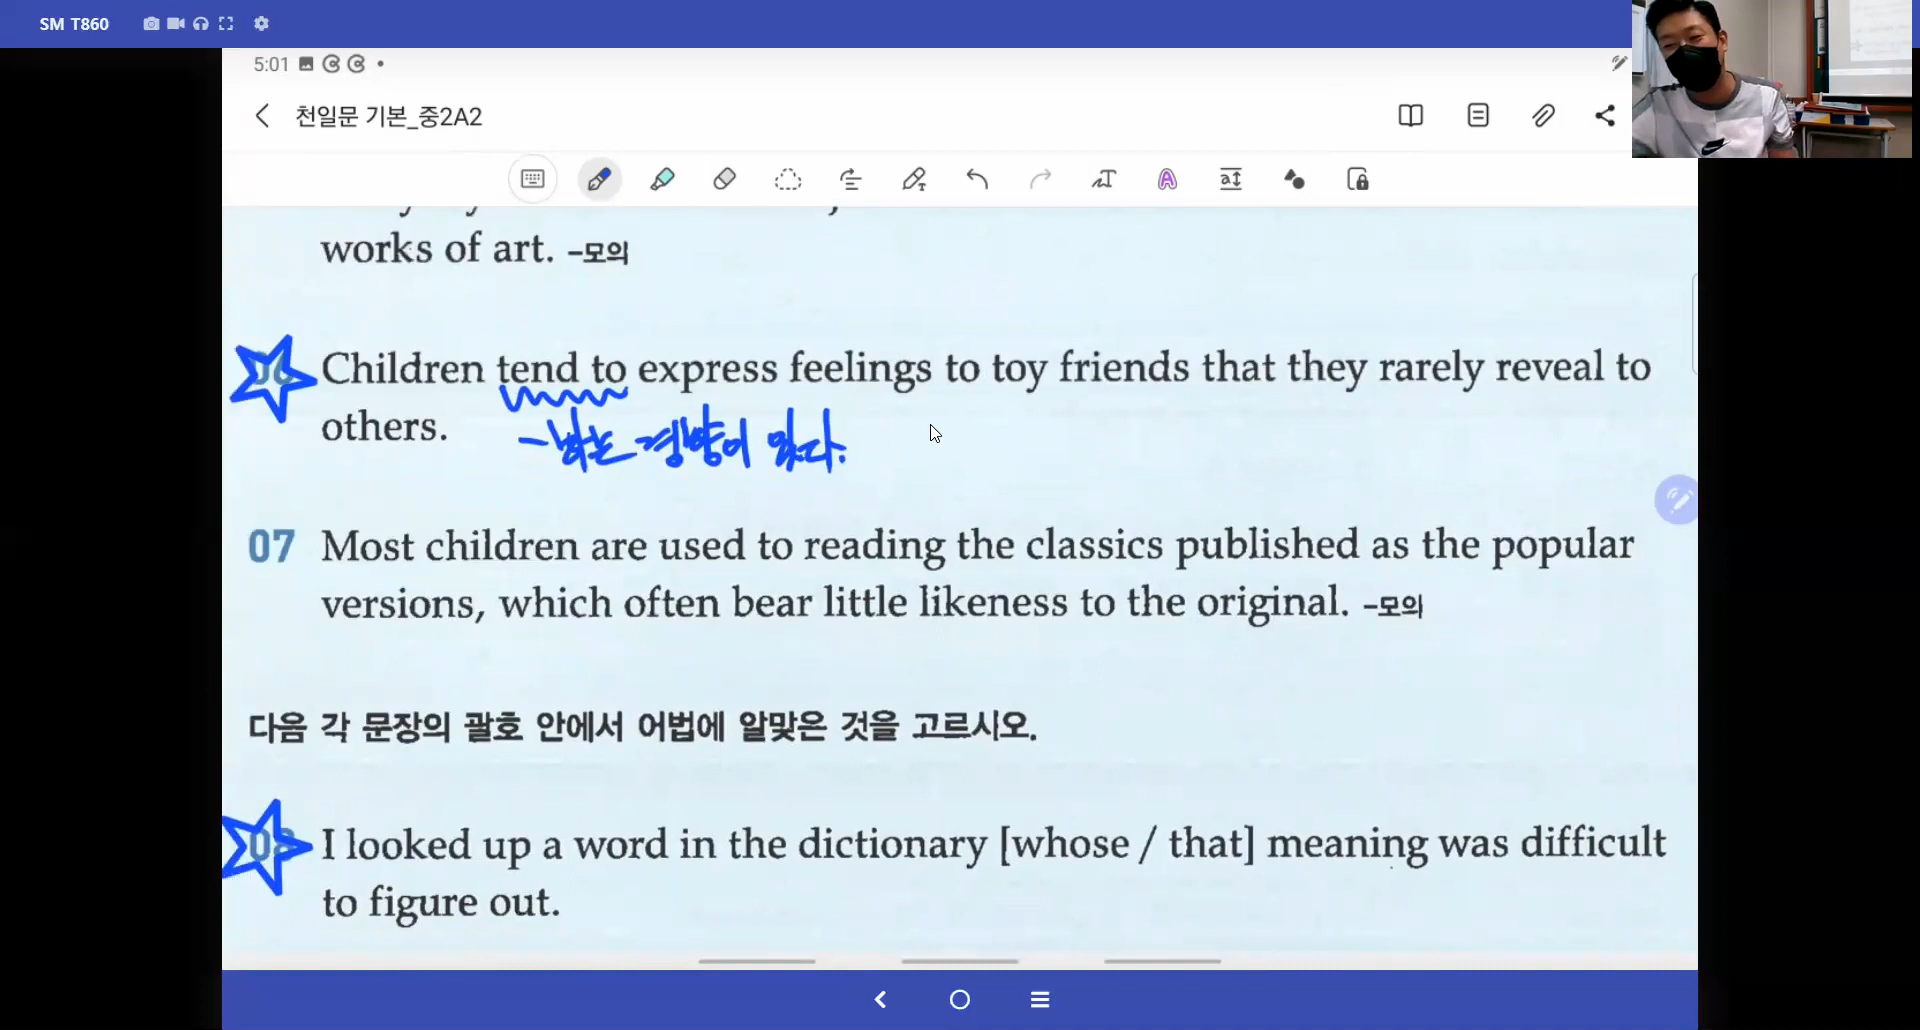 SM T860
5:01
천일문 기본_중2A2
works of art. -모의
Children tend to express feelings to toy friends that they rarely reveal to
others.
경향이 있다.
07 Most children are used to reading the classics published as the popular
versions, which often bear little likeness to the original. -모의
다음 각 문장의 괄호 안에서 어법에 알맞은 것을 고르시오.
08 I looked up a word in the dictionary [whose / that] meaning was difficult
to figure out.